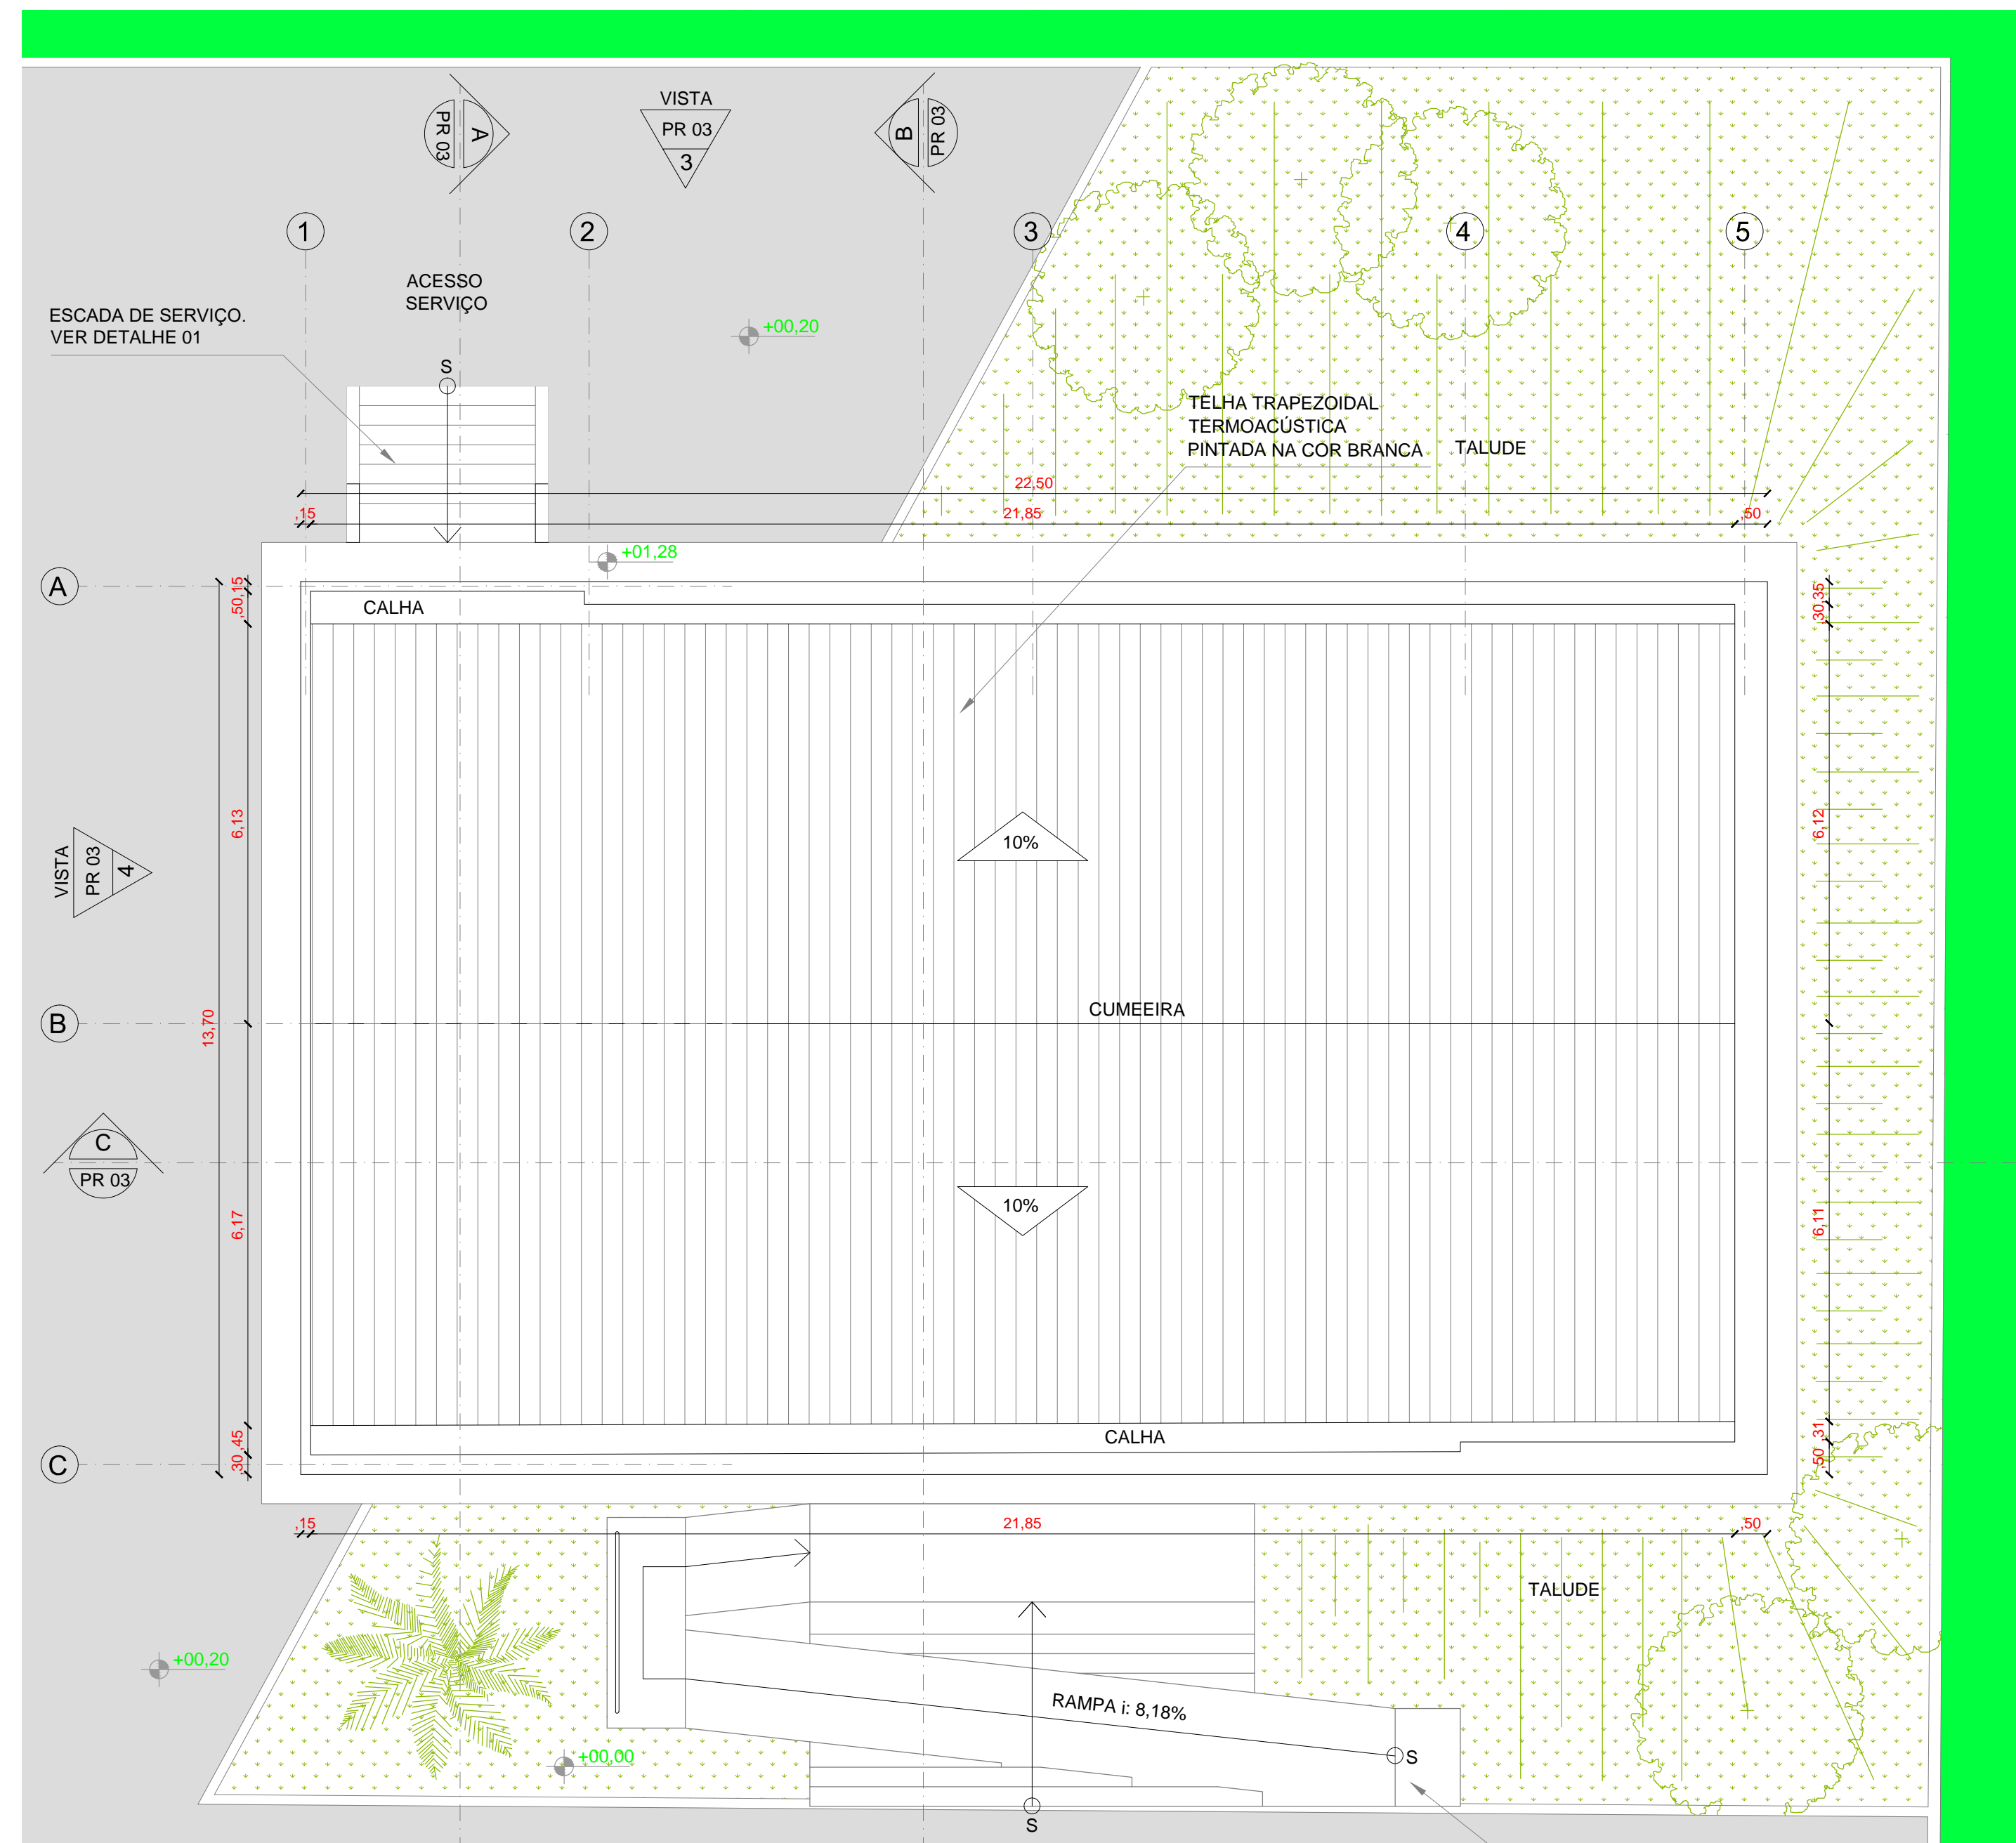 VISTA
PR 03
3
PR 03
A
B
PR 03
1
2
3
4
5
ACESSO
SERVIÇO
ESCADA DE SERVIÇO.
VER DETALHE 01
+00,20
S
TELHA TRAPEZOIDAL
TERMOACÚSTICA
PINTADA NA COR BRANCA
TALUDE
22,50
,15
21,85
,50
+01,28
A
,50
,15
CALHA
,30
,35
6,13
10%
6,12
VISTA
PR 03
4
CUMEEIRA
B
13,70
C
PR 03
6,17
10%
6,11
,45
,30
CALHA
,31
,50
C
,15
21,85
,50
TALUDE
+00,20
RAMPA i: 8,18%
+00,00
S
S